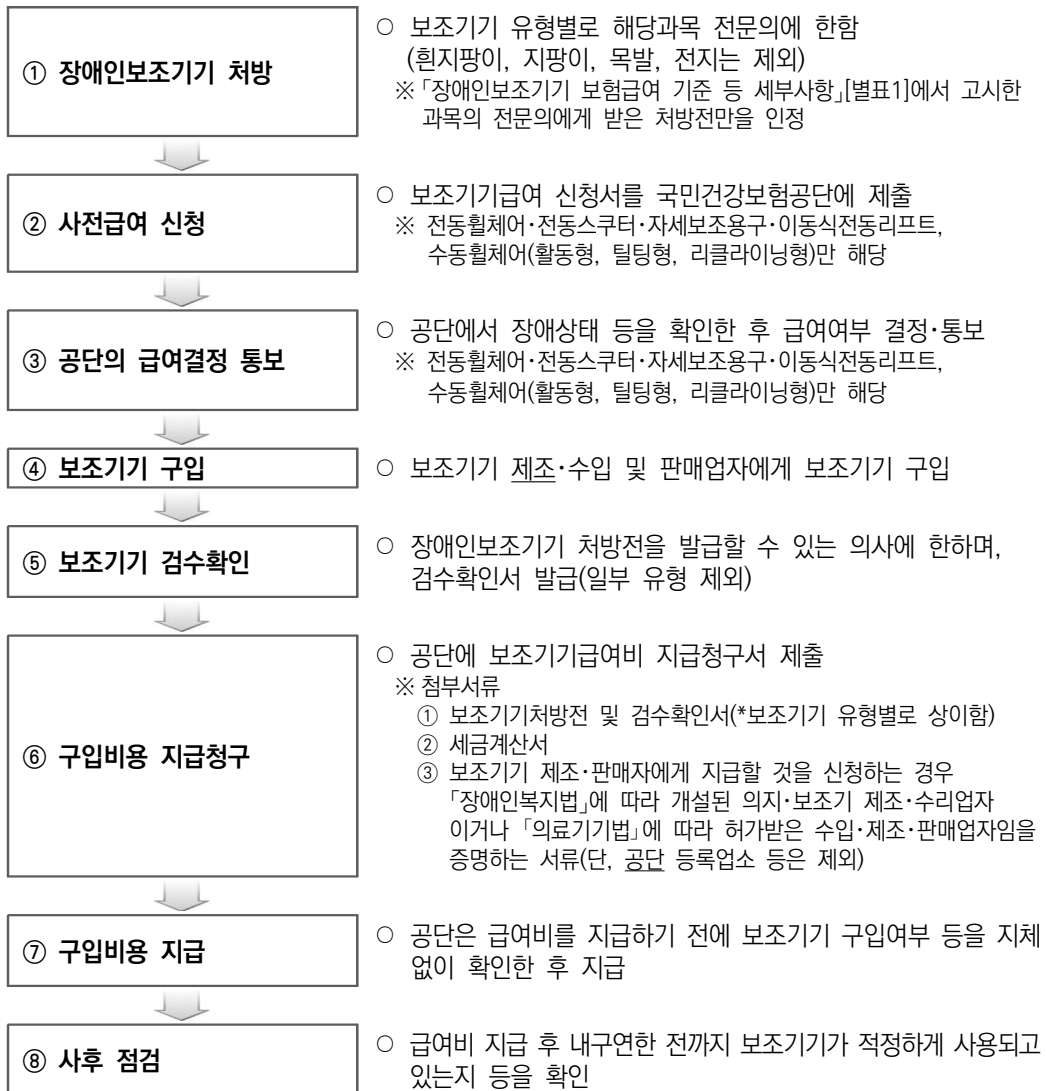 ① 장애인보조기기 처방
○ 보조기기 유형별로 해당과목 전문의에 한함
(흰지팡이, 지팡이, 목발, 전지는 제외)
※「장애인보조기기 보험급여 기준 등 세부사항」[별표1]에서 고시한
과목의 전문의에게 받은 처방전만을 인정
② 사전급여 신청
○ 보조기기급여 신청서를 국민건강보험공단에 제출
※ 전동휠체어·전동스쿠터·자세보조용구·이동식전동리프트,
수동휠체어(활동형, 틸팅형, 리클라이닝형)만 해당
③ 공단의 급여결정 통보
○ 공단에서 장애상태 등을 확인한 후 급여여부 결정·통보
※ 전동휠체어·전동스쿠터·자세보조용구·이동식전동리프트,
수동휠체어(활동형, 틸팅형, 리클라이닝형)만 해당
④ 보조기기 구입
○ 보조기기 제조·수입 및 판매업자에게 보조기기 구입
⑤ 보조기기 검수확인
○ 장애인보조기기 처방전을 발급할 수 있는 의사에 한하며,
검수확인서 발급(일부 유형 제외)
⑥ 구입비용 지급청구
○ 공단에 보조기기급여비 지급청구서 제출
※ 첨부서류
① 보조기기처방전 및 검수확인서(*보조기기 유형별로 상이함)
② 세금계산서
③ 보조기기 제조·판매자에게 지급할 것을 신청하는 경우
「장애인복지법」에 따라 개설된 의지·보조기 제조·수리업자
이거나 「의료기기법」에 따라 허가받은 수입·제조·판매업자임을
증명하는 서류(단, 공단 등록업소 등은 제외)
⑦ 구입비용 지급
○ 공단은 급여비를 지급하기 전에 보조기기 구입여부 등을 지체
없이 확인한 후 지급
⑧ 사후 점검
○ 급여비 지급 후 내구연한 전까지 보조기기가 적정하게 사용되고
있는지 등을 확인